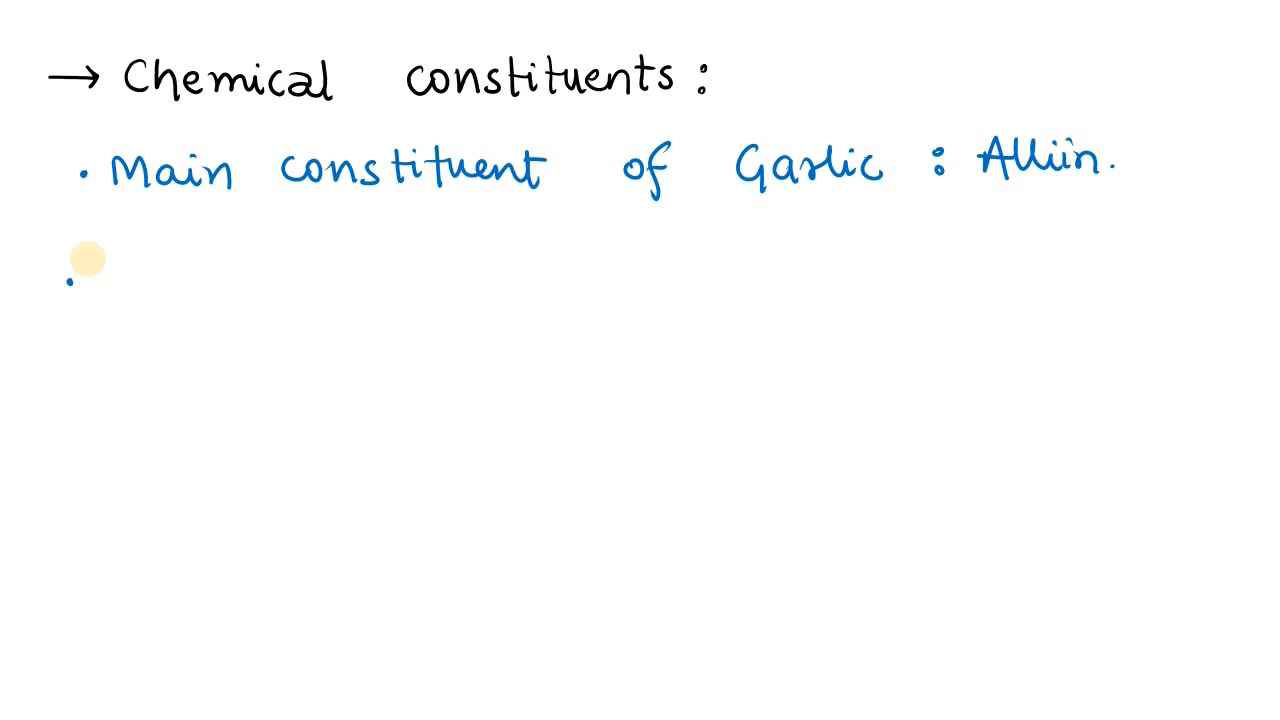 → Chemical constituents:
. Main constituent of Garlic : Alliin.
.